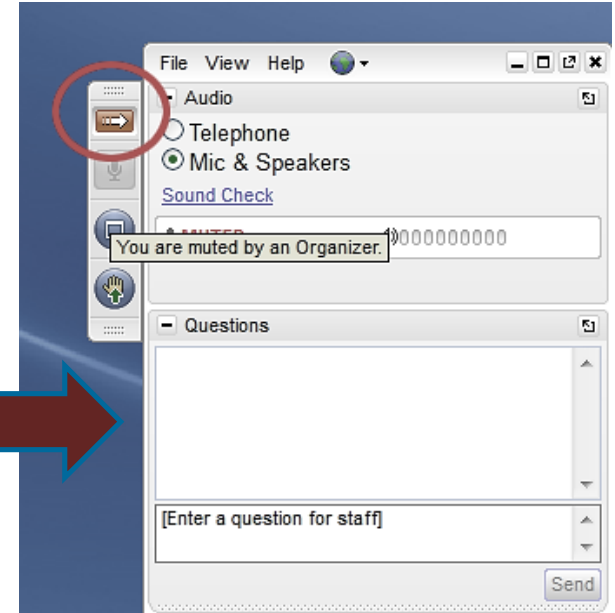 File View Help
Audio
Telephone
Mic & Speakers
Sound Check
MUTED 000000000
You are muted by an Organizer.
Questions
[Enter a question for staff]
Send